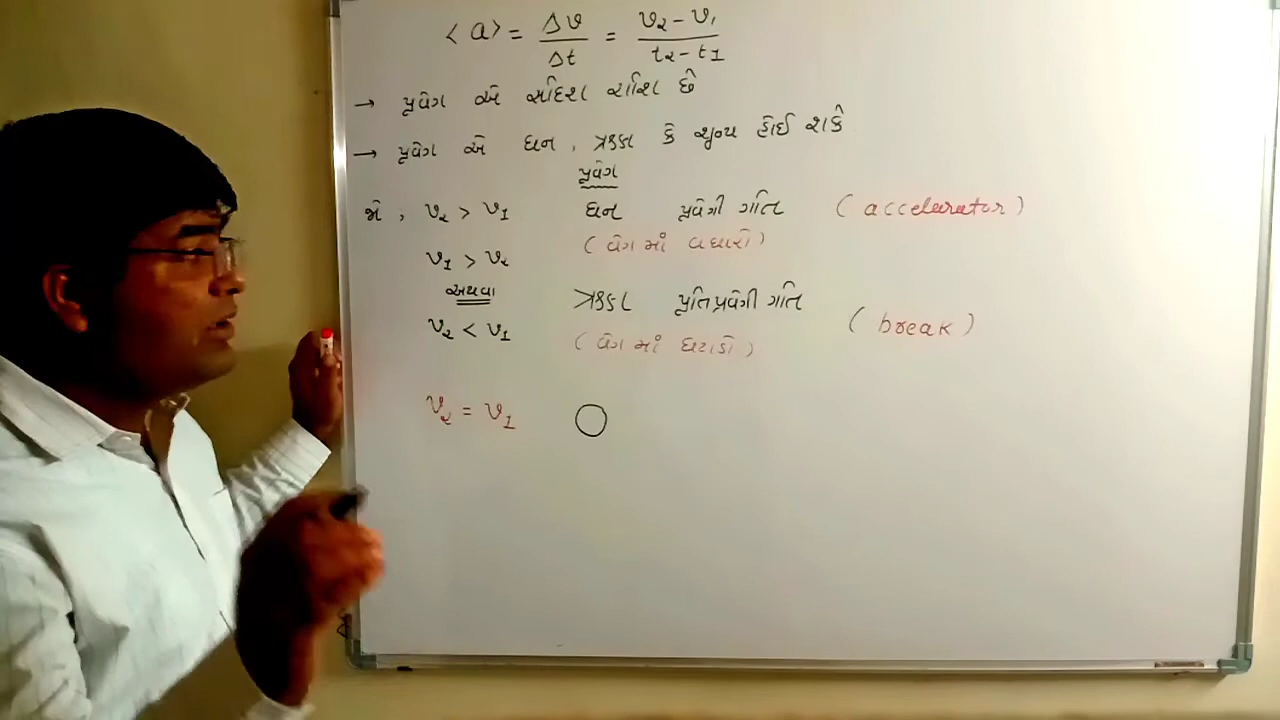 < a > = Δv / Δt = v₂ - v₁ / t₂ - t1
→ પ્રવેગ એ સદિશ રાશિ છે
→ પ્રવેગ એ ધન, ઋણ કે શૂન્ય હોઈ શકે
પ્રવેગ
જો, v₂ > v1 ધન પ્રવેગી ગતિ (accelerator)
(વેગ માં વધારો)
v1 > v₂
અથવા
ઋણ પ્રતિપ્રવેગી ગતિ (break)
v₂ < v1
(વેગ માં ઘટાડો)
v₂ = v1 ○